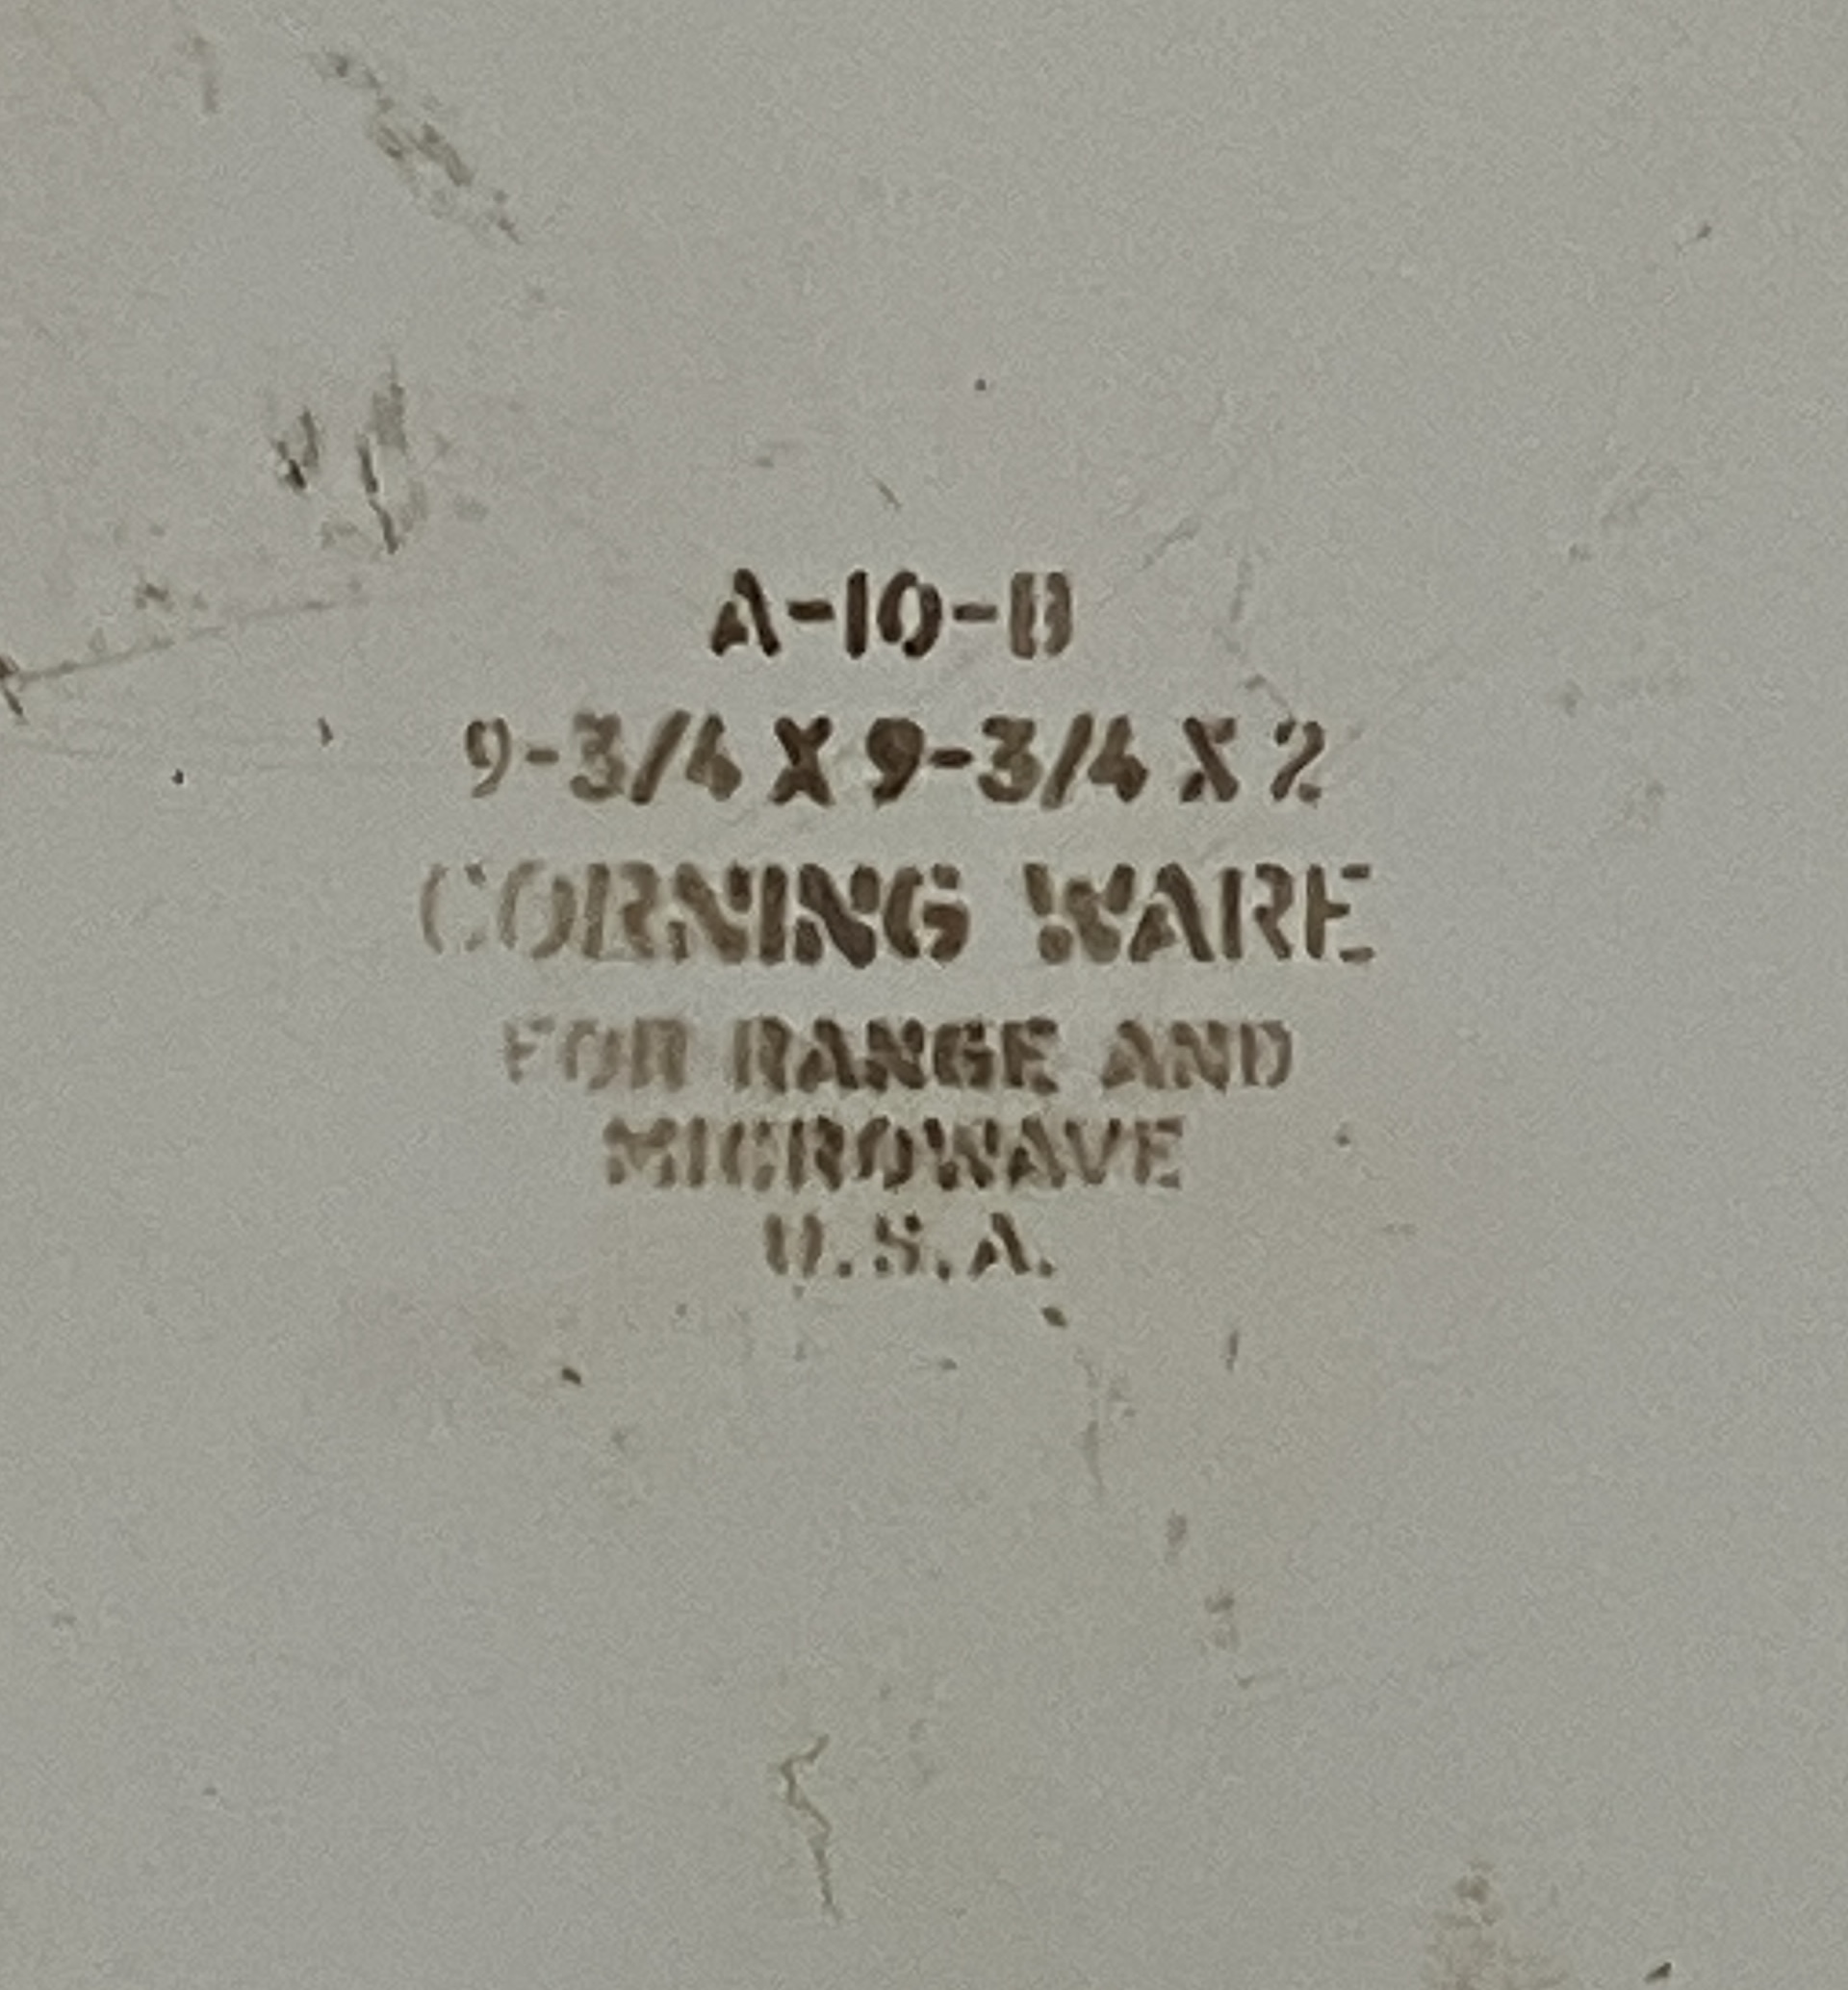 A-10-B
9-3/4 X 9-3/4 X 2
CORNING WARE
FOR RANGE AND
MICROWAVE
U.S.A.